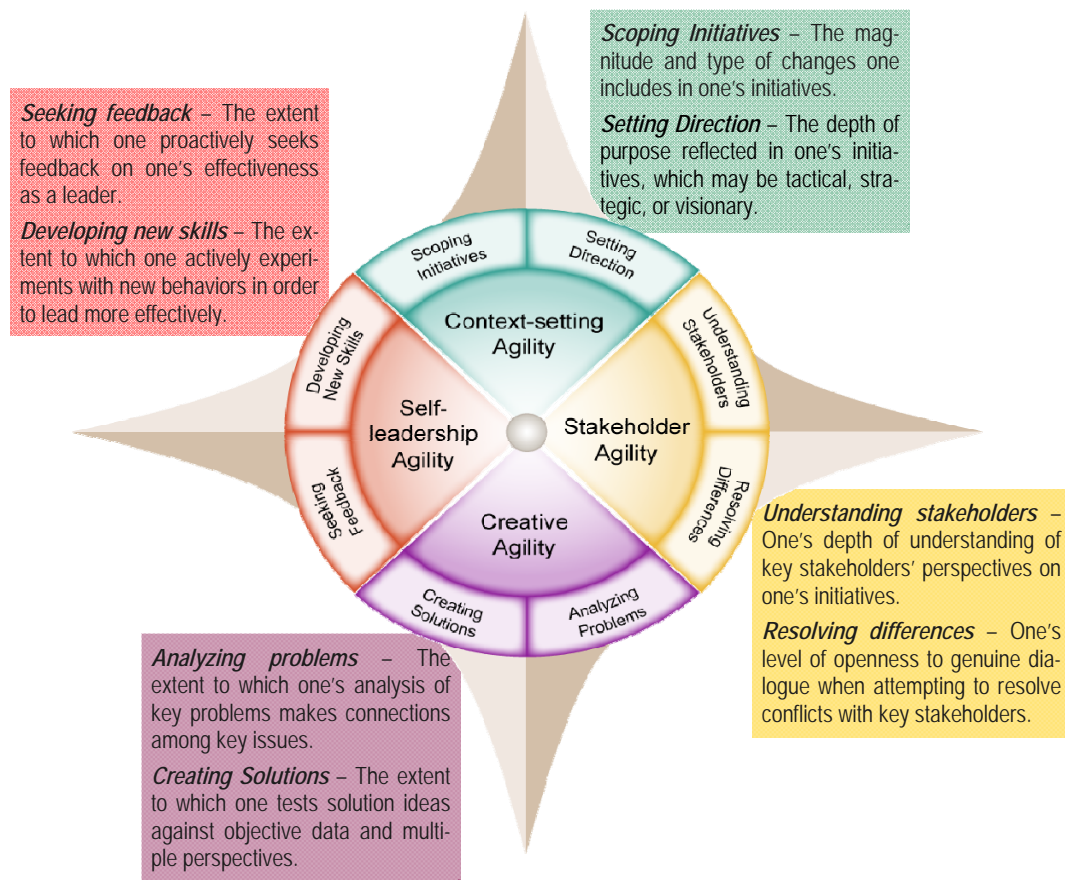 Scoping Initiatives – The mag-
nitude and type of changes one
includes in one's initiatives.
Setting Direction – The depth of
purpose reflected in one's initia-
tives, which may be tactical, stra-
tegic, or visionary.
Seeking feedback – The extent
to which one proactively seeks
feedback on one's effectiveness
as a leader.
Developing new skills – The ex-
tent to which one actively experi-
ments with new behaviors in order
to lead more effectively.
Scoping
Initiatives
Setting
Direction
Context-setting
Agility
Developing
New Skills
Understanding
Stakeholders
Self-
leadership
Agility
Stakeholder
Agility
Seeking
Feedback
Resolving
Differences
Creative
Agility
Creating
Solutions
Analyzing
Problems
Understanding stakeholders –
One's depth of understanding of
key stakeholders' perspectives on
one's initiatives.
Resolving differences – One's
level of openness to genuine dia-
logue when attempting to resolve
conflicts with key stakeholders.
Analyzing problems – The
extent to which one's analysis of
key problems makes connections
among key issues.
Creating Solutions – The extent
to which one tests solution ideas
against objective data and multi-
ple perspectives.